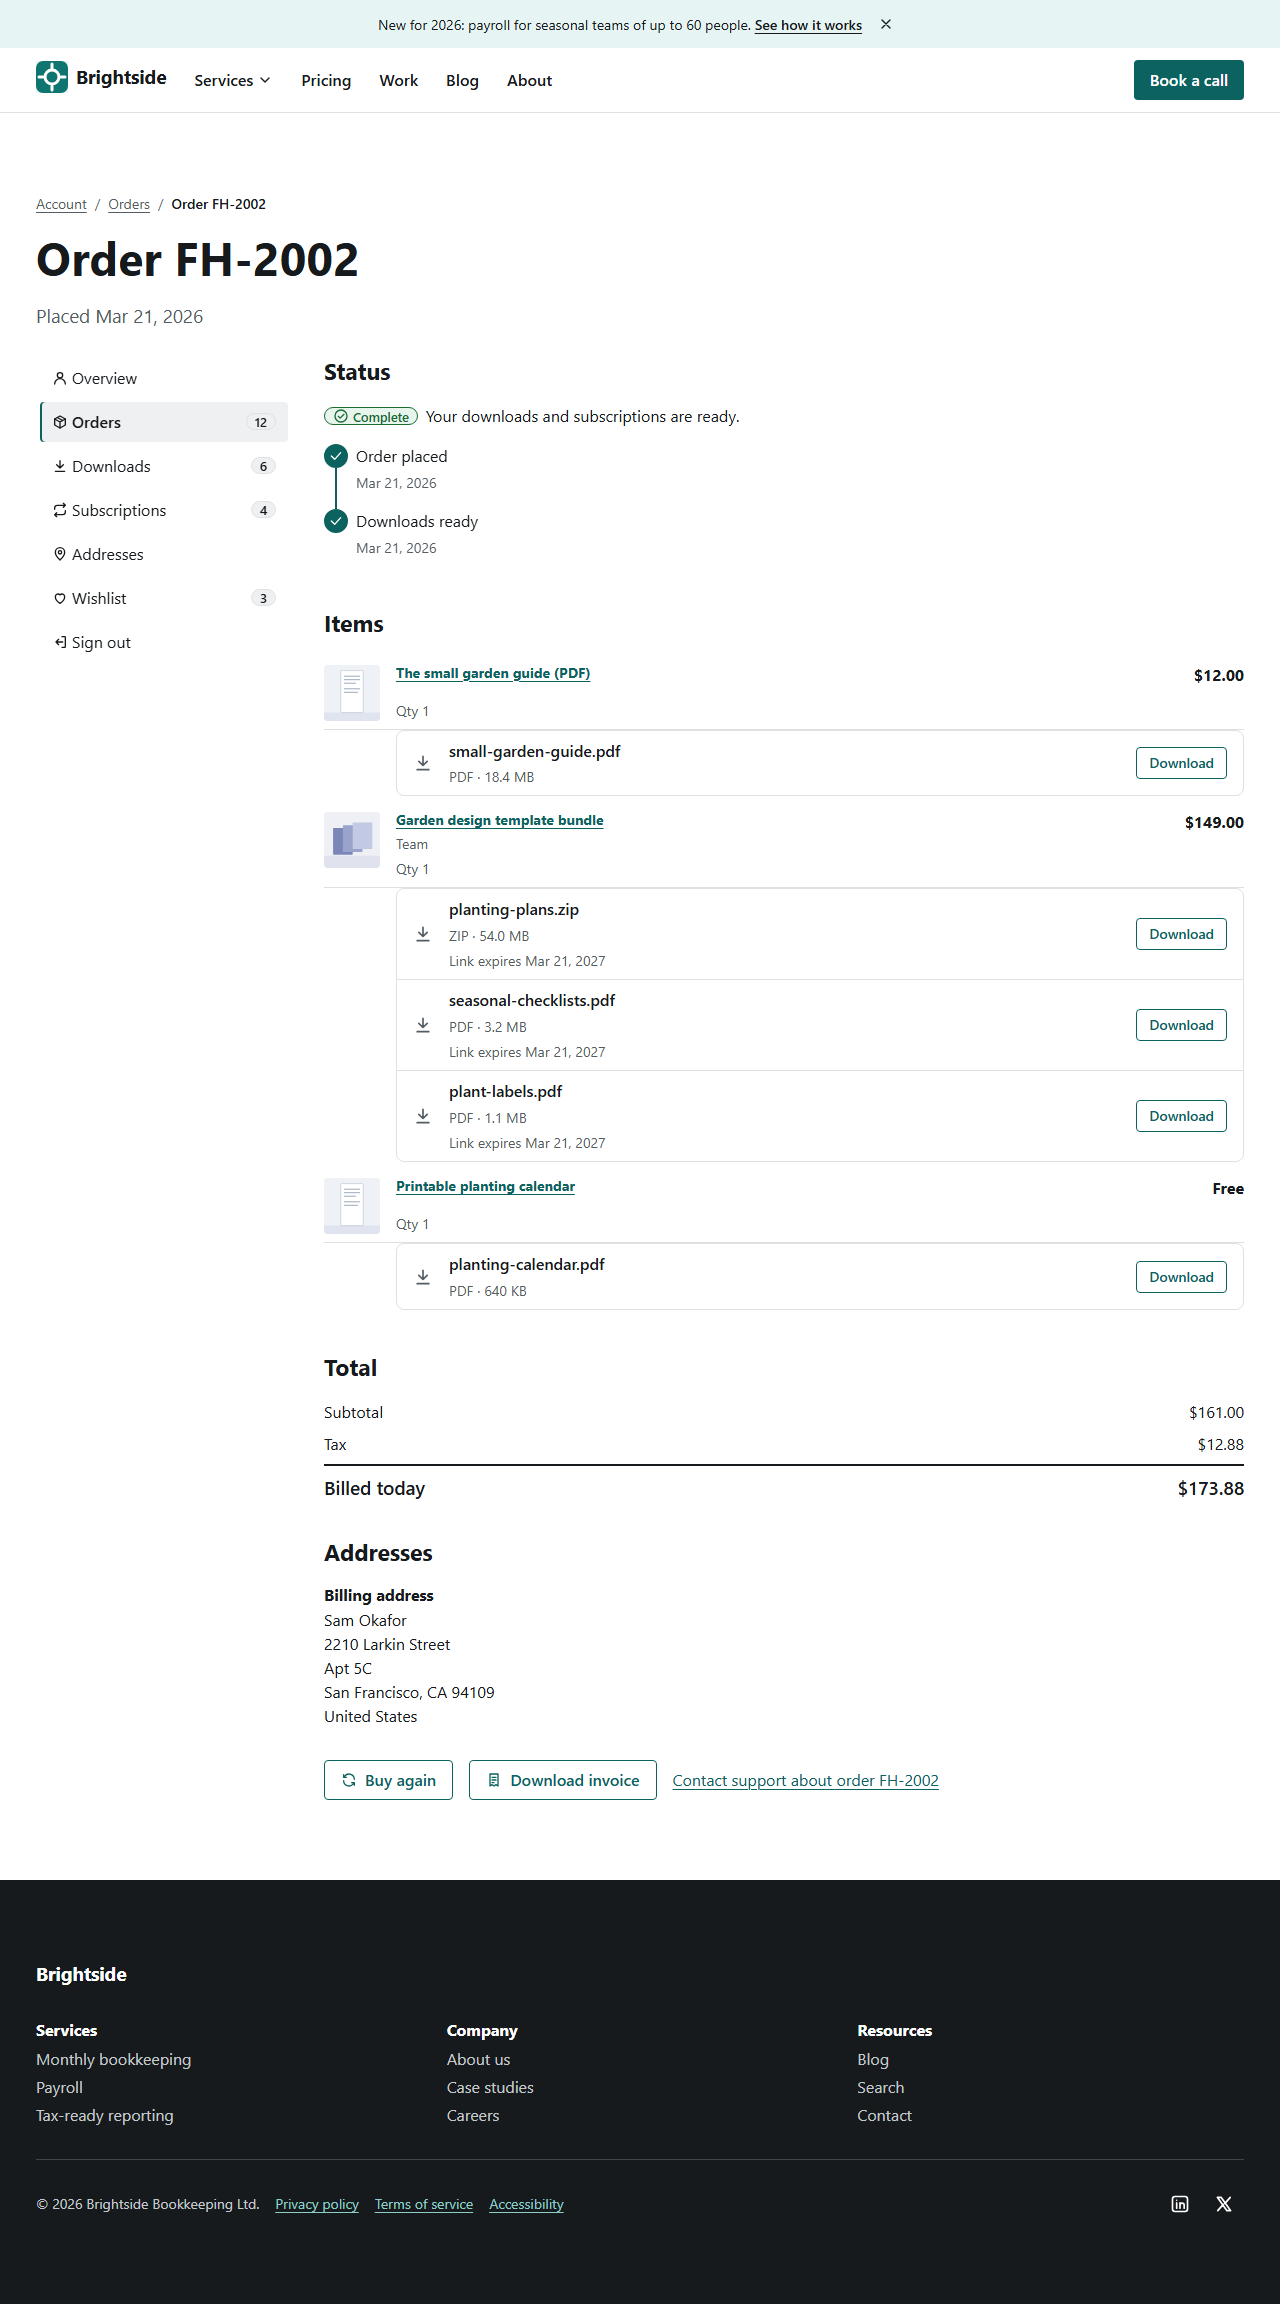 New for 2026: payroll for seasonal teams of up to 60 people. See how it works
Brightside
Services
Pricing
Work
Blog
About
Book a call
Account / Orders / Order FH-2002
Order FH-2002
Placed Mar 21, 2026
Overview
Orders 12
Downloads 6
Subscriptions 4
Addresses
Wishlist 3
Sign out
Status
Complete Your downloads and subscriptions are ready.
Order placed
Mar 21, 2026
Downloads ready
Mar 21, 2026
Items
The small garden guide (PDF) $12.00
Qty 1
small-garden-guide.pdf
PDF · 18.4 MB
Download
Garden design template bundle $149.00
Team
Qty 1
planting-plans.zip
ZIP · 54.0 MB
Link expires Mar 21, 2027
Download
seasonal-checklists.pdf
PDF · 3.2 MB
Link expires Mar 21, 2027
Download
plant-labels.pdf
PDF · 1.1 MB
Link expires Mar 21, 2027
Download
Printable planting calendar Free
Qty 1
planting-calendar.pdf
PDF · 640 KB
Download
Total
Subtotal $161.00
Tax $12.88
Billed today $173.88
Addresses
Billing address
Sam Okafor
2210 Larkin Street
Apt 5C
San Francisco, CA 94109
United States
Buy again
Download invoice
Contact support about order FH-2002
Brightside
Services
Monthly bookkeeping
Payroll
Tax-ready reporting
Company
About us
Case studies
Careers
Resources
Blog
Search
Contact
© 2026 Brightside Bookkeeping Ltd. Privacy policy Terms of service Accessibility